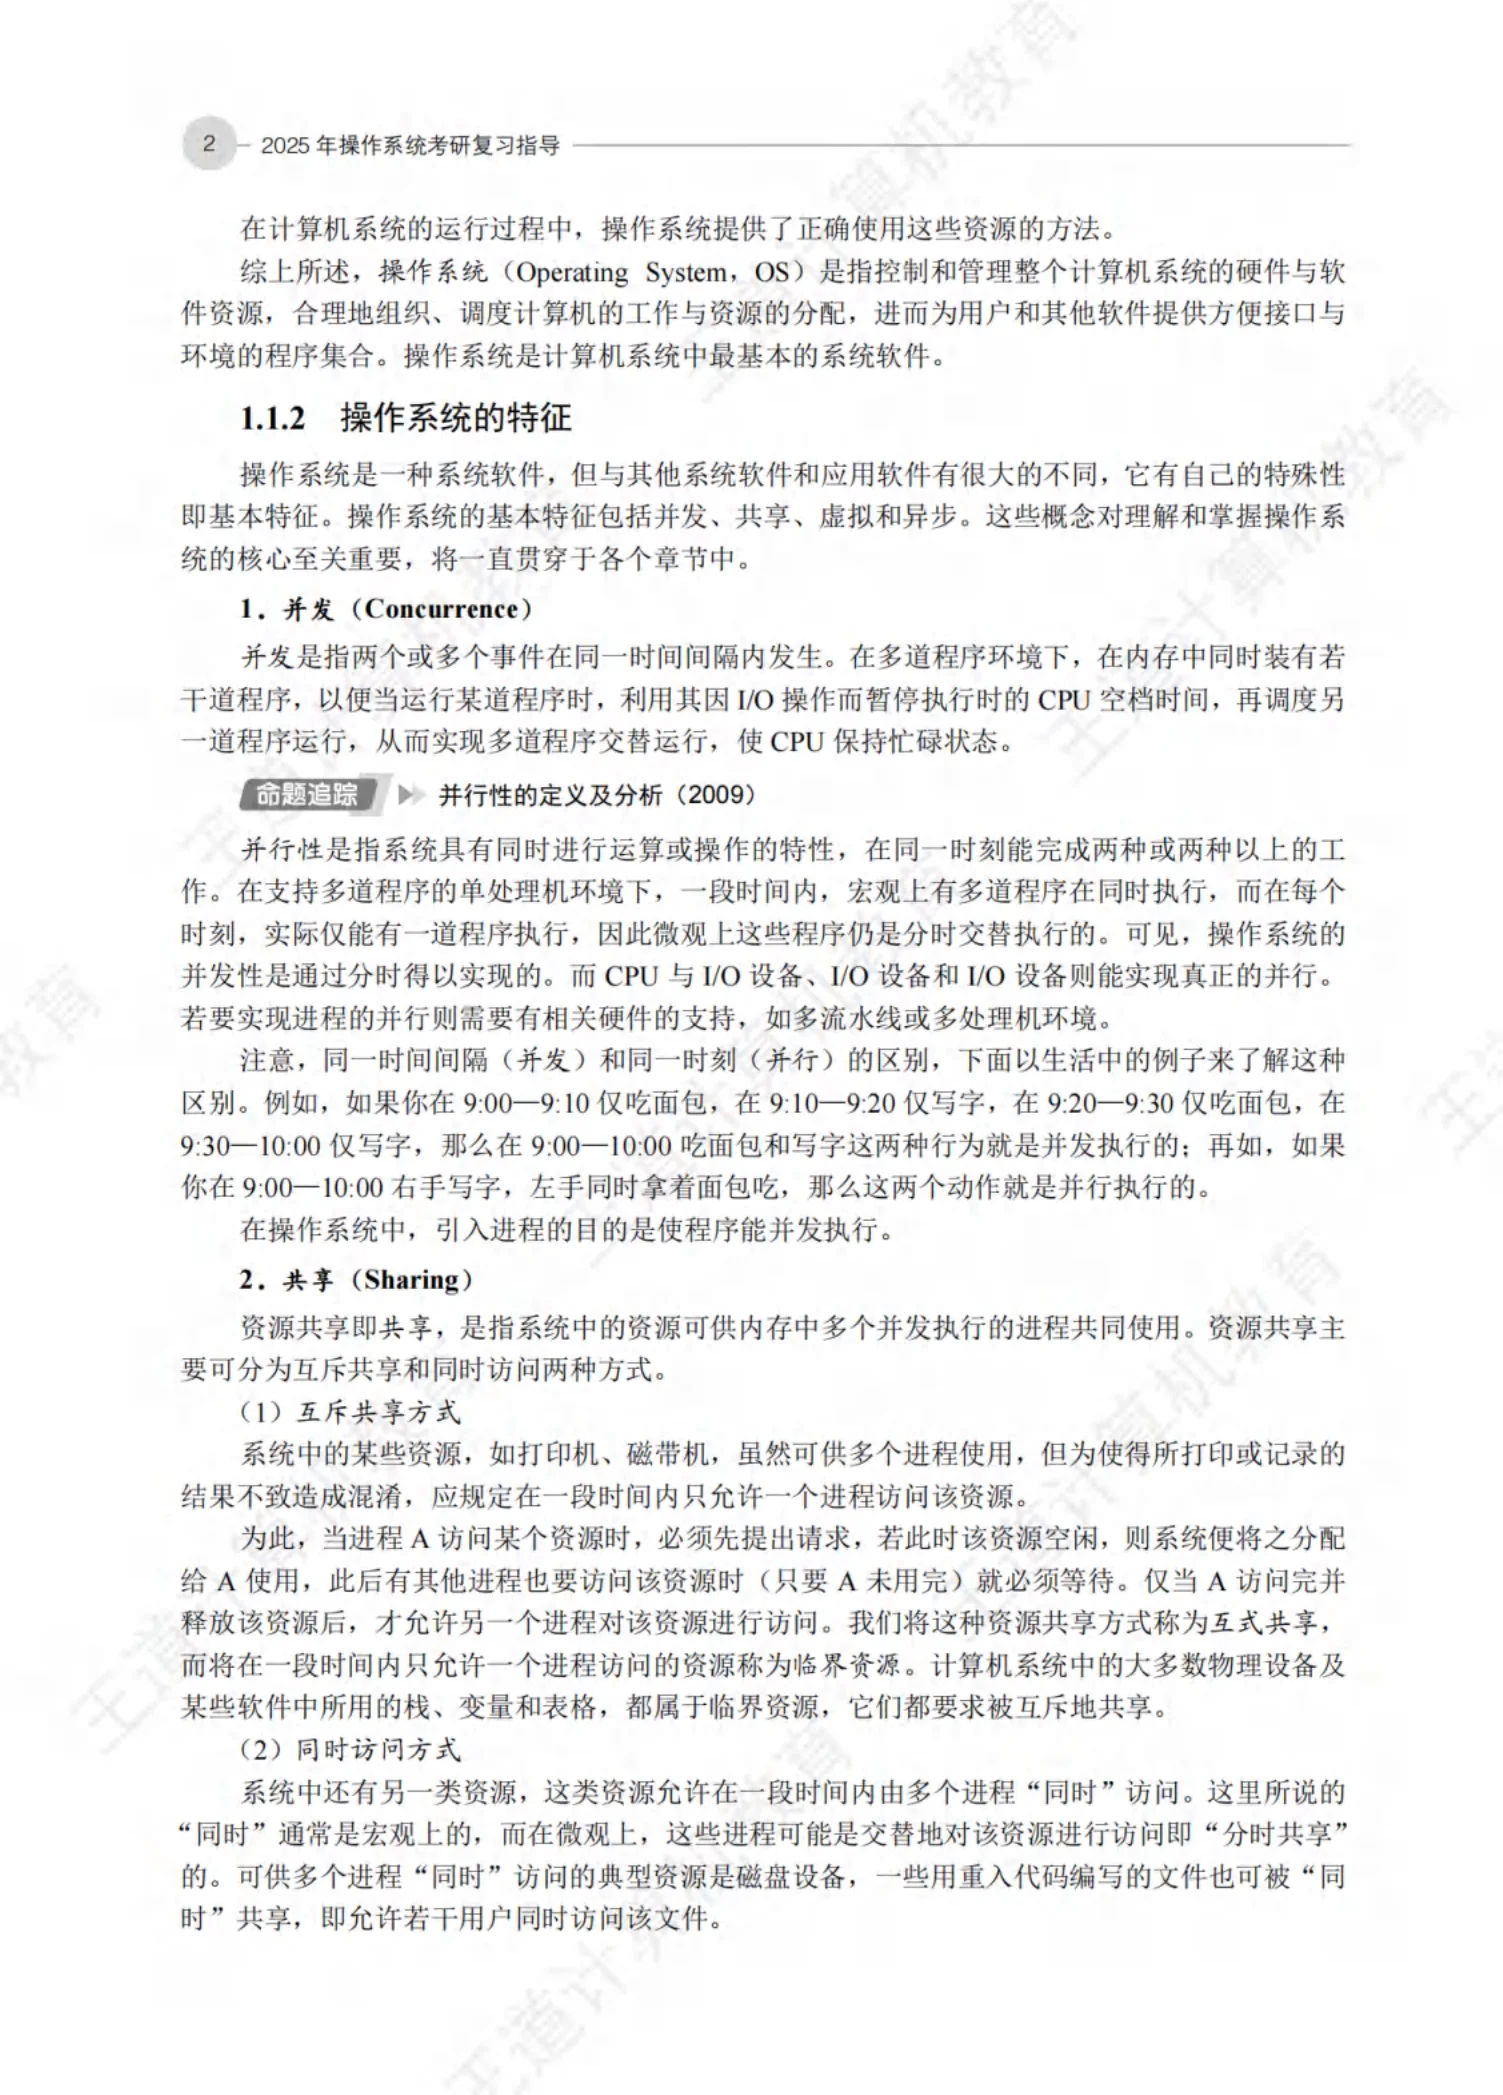 2 2025 年操作系统考研复习指导
在计算机系统的运行过程中，操作系统提供了正确使用这些资源的方法。
综上所述，操作系统（Operating System，OS）是指控制和管理整个计算机系统的硬件与软
件资源，合理地组织、调度计算机的工作与资源的分配，进而为用户和其他软件提供方便接口与
环境的程序集合。操作系统是计算机系统中最基本的系统软件。
1.1.2 操作系统的特征
操作系统是一种系统软件，但与其他系统软件和应用软件有很大的不同，它有自己的特殊性
即基本特征。操作系统的基本特征包括并发、共享、虚拟和异步。这些概念对理解和掌握操作系
统的核心至关重要，将一直贯穿于各个章节中。
1．并发（Concurrence）
并发是指两个或多个事件在同一时间间隔内发生。在多道程序环境下，在内存中同时装有若
干道程序，以便当运行某道程序时，利用其因 I/O 操作而暂停执行时的 CPU 空档时间，再调度另
一道程序运行，从而实现多道程序交替运行，使 CPU 保持忙碌状态。
命题追踪 并行性的定义及分析（2009）
并行性是指系统具有同时进行运算或操作的特性，在同一时刻能完成两种或两种以上的工
作。在支持多道程序的单处理机环境下，一段时间内，宏观上有多道程序在同时执行，而在每个
时刻，实际仅能有一道程序执行，因此微观上这些程序仍是分时交替执行的。可见，操作系统的
并发性是通过分时得以实现的。而 CPU 与 I/O 设备、I/O 设备和 I/O 设备则能实现真正的并行。
若要实现进程的并行则需要有相关硬件的支持，如多流水线或多处理机环境。
注意，同一时间间隔（并发）和同一时刻（并行）的区别，下面以生活中的例子来了解这种
区别。例如，如果你在 9:00—9:10 仅吃面包，在 9:10—9:20 仅写字，在 9:20—9:30 仅吃面包，在
9:30—10:00 仅写字，那么在 9:00—10:00 吃面包和写字这两种行为就是并发执行的；再如，如果
你在 9:00—10:00 右手写字，左手同时拿着面包吃，那么这两个动作就是并行执行的。
在操作系统中，引入进程的目的是使程序能并发执行。
2．共享（Sharing）
资源共享即共享，是指系统中的资源可供内存中多个并发执行的进程共同使用。资源共享主
要可分为互斥共享和同时访问两种方式。
（1）互斥共享方式
系统中的某些资源，如打印机、磁带机，虽然可供多个进程使用，但为使得所打印或记录的
结果不致造成混淆，应规定在一段时间内只允许一个进程访问该资源。
为此，当进程 A 访问某个资源时，必须先提出请求，若此时该资源空闲，则系统便将之分配
给 A 使用，此后有其他进程也要访问该资源时（只要 A 未用完）就必须等待。仅当 A 访问完并
释放该资源后，才允许另一个进程对该资源进行访问。我们将这种资源共享方式称为互式共享，
而将在一段时间内只允许一个进程访问的资源称为临界资源。计算机系统中的大多数物理设备及
某些软件中所用的栈、变量和表格，都属于临界资源，它们都要求被互斥地共享。
（2）同时访问方式
系统中还有另一类资源，这类资源允许在一段时间内由多个进程“同时”访问。这里所说的
“同时”通常是宏观上的，而在微观上，这些进程可能是交替地对该资源进行访问即“分时共享”
的。可供多个进程“同时”访问的典型资源是磁盘设备，一些用重入代码编写的文件也可被“同
时”共享，即允许若干用户同时访问该文件。
王道计算机教育